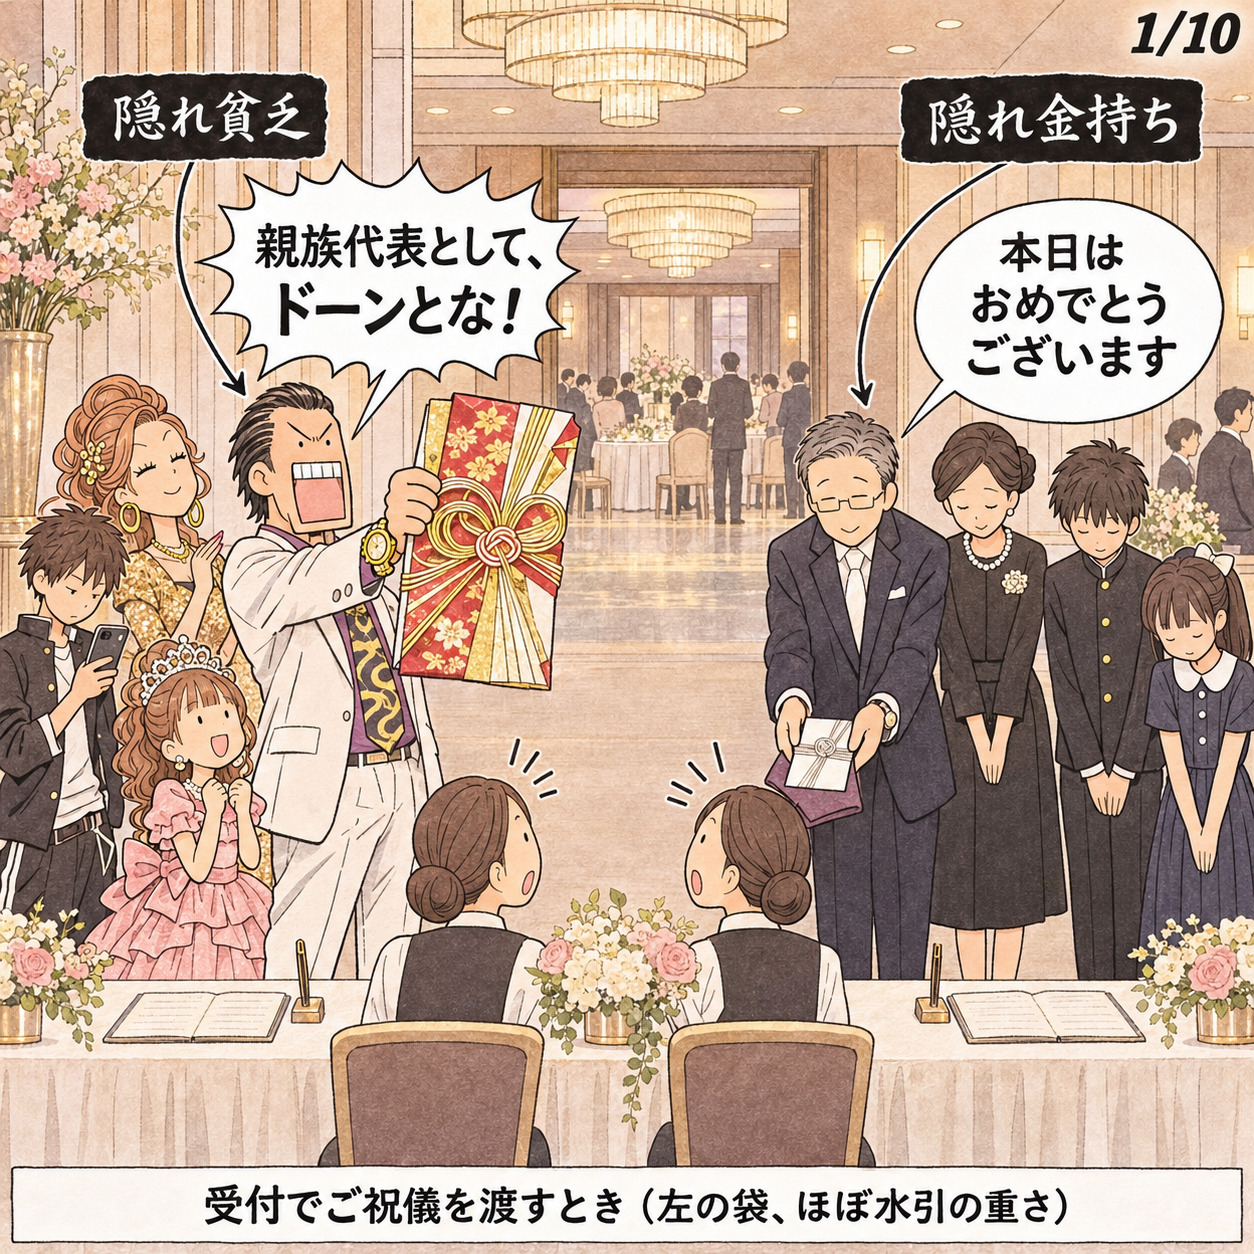 1/10
隠れ貧乏
隠れ金持ち
親族代表として、
ドーンとな！
本日は
おめでとう
ございます
受付でご祝儀を渡すとき（左の袋、ほぼ水引の重さ）